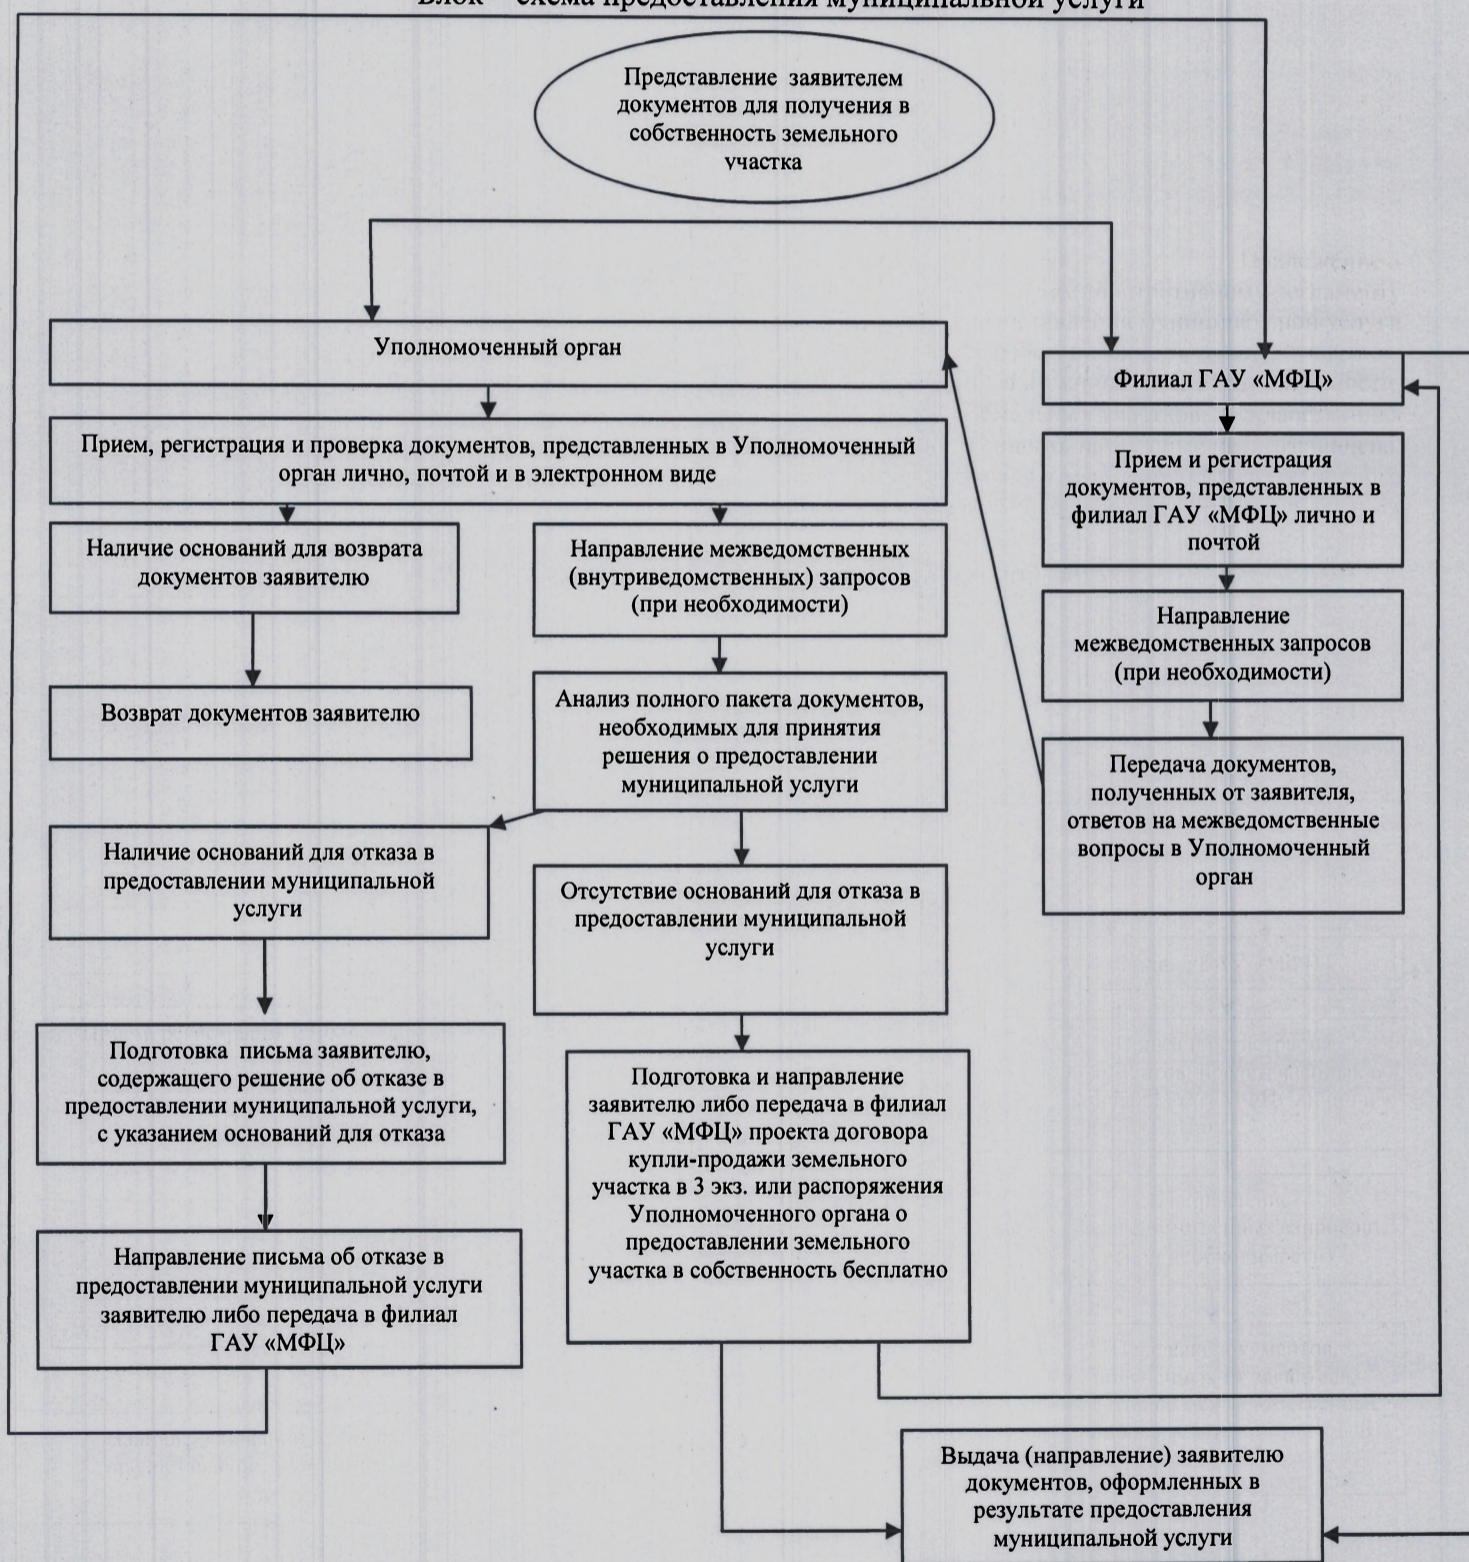 Блок – схема предоставления муниципальной услуги
Представление заявителем
документов для получения в
собственность земельного
участка
Уполномоченный орган
Филиал ГАУ «МФЦ»
Прием, регистрация и проверка документов, представленных в Уполномоченный
орган лично, почтой и в электронном виде
Прием и регистрация
документов, представленных в
филиал ГАУ «МФЦ» лично и
почтой
Наличие оснований для возврата
документов заявителю
Направление межведомственных
(внутриведомственных) запросов
(при необходимости)
Направление
межведомственных запросов
(при необходимости)
Возврат документов заявителю
Анализ полного пакета документов,
необходимых для принятия
решения о предоставлении
муниципальной услуги
Передача документов,
полученных от заявителя,
ответов на межведомственные
вопросы в Уполномоченный
орган
Наличие оснований для отказа в
предоставлении муниципальной
услуги
Отсутствие оснований для отказа в
предоставлении муниципальной
услуги
Подготовка письма заявителю,
содержащего решение об отказе в
предоставлении муниципальной услуги,
с указанием оснований для отказа
Подготовка и направление
заявителю либо передача в филиал
ГАУ «МФЦ» проекта договора
купли-продажи земельного
участка в 3 экз. или распоряжения
Уполномоченного органа о
предоставлении земельного
участка в собственность бесплатно
Направление письма об отказе в
предоставлении муниципальной услуги
заявителю либо передача в филиал
ГАУ «МФЦ»
Выдача (направление) заявителю
документов, оформленных в
результате предоставления
муниципальной услуги